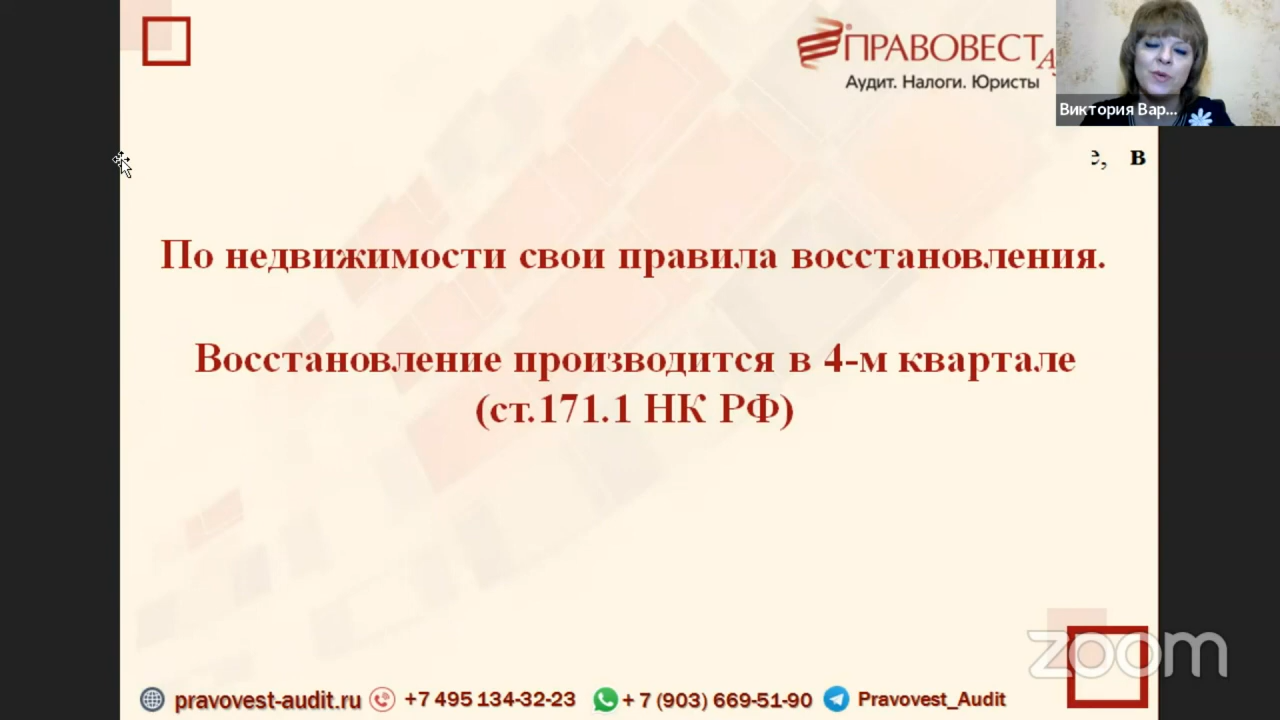 ПРАВОВЕСТ
Аудит. Налоги. Юристы
Виктория Вар...
в
По недвижимости свои правила восстановления.
Восстановление производится в 4-м квартале
(ст.171.1 НК РФ)
zoom
pravovest-audit.ru +7 495 134-32-23 + 7 (903) 669-51-90 Pravovest_Audit